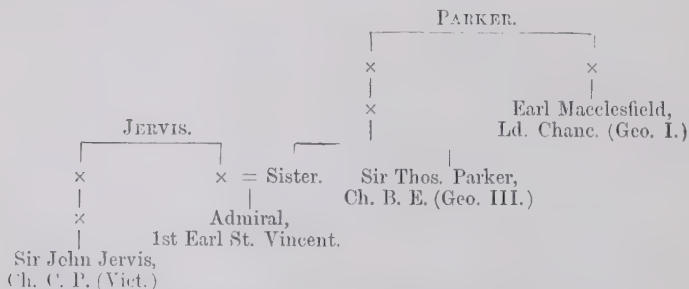 PARKER.
×
×
×
Earl Macclesfield,
Ld. Chanc. (Geo. I.)
JERVIS.
×
× = Sister.
Sir Thos. Parker,
Ch. B. E. (Geo. III.)
×
Admiral,
1st Earl St. Vincent.
Sir John Jervis,
Ch. C. P. (Vict.)